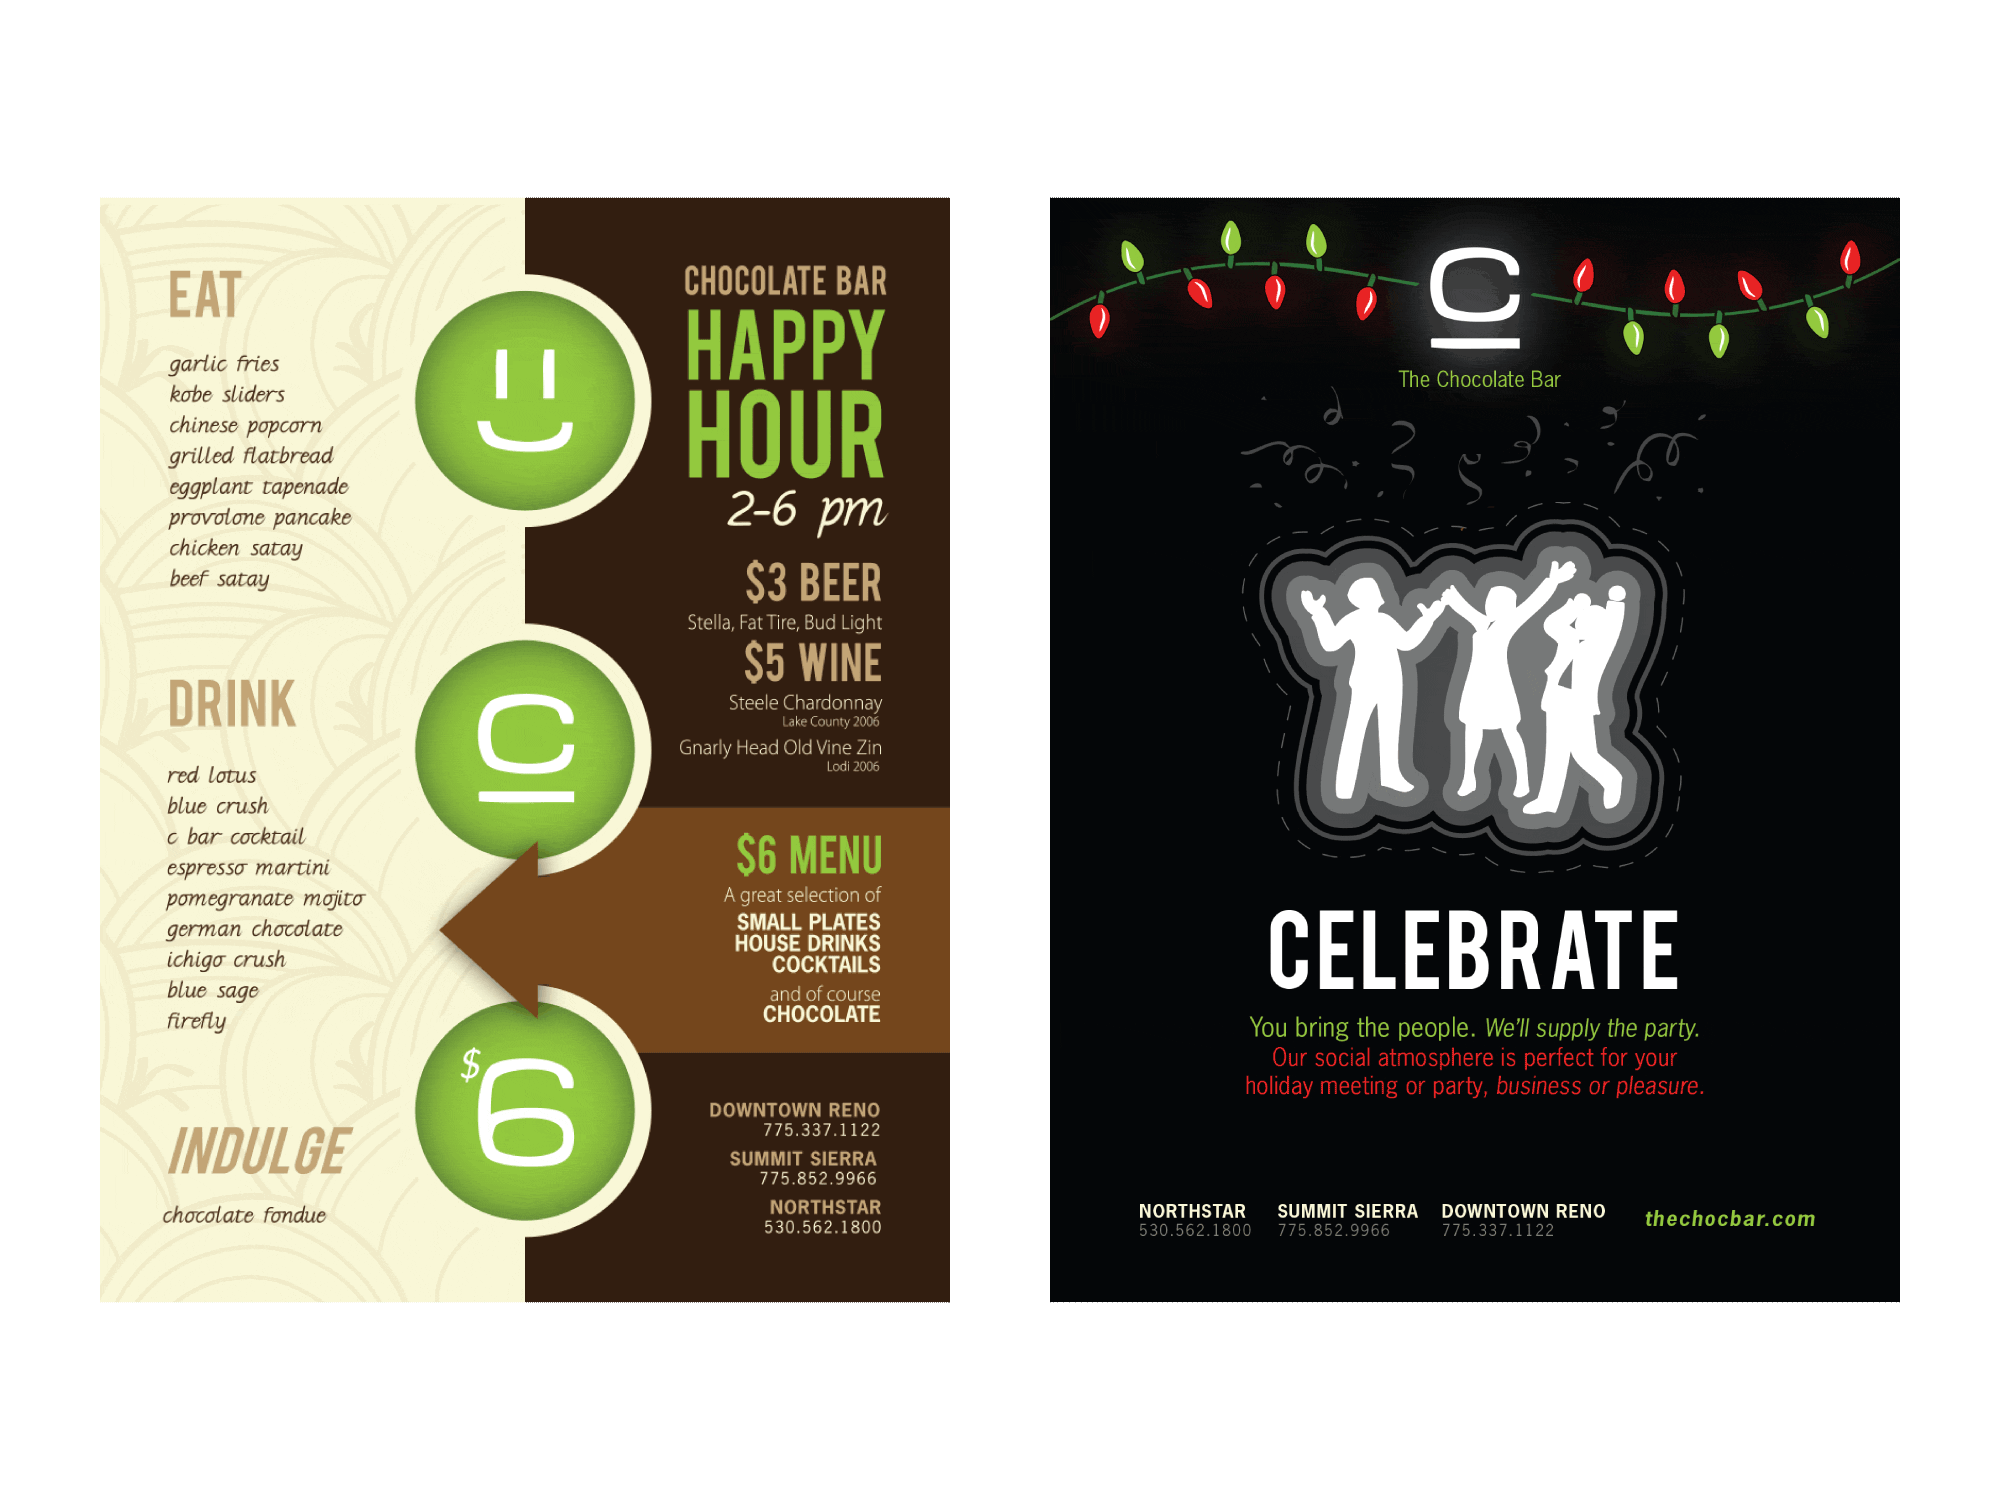 EAT
garlic fries
kobe sliders
chinese popcorn
grilled flatbread
eggplant tapenade
provolone pancake
chicken satay
beef satay
DRINK
red lotus
blue crush
c bar cocktail
espresso martini
pomegranate mojito
german chocolate
ichigo crush
blue sage
firefly
INDULGE
chocolate fondue
C
$6
CHOCOLATE BAR
HAPPY
HOUR
2-6 pm
$3 BEER
Stella, Fat Tire, Bud Light
$5 WINE
Steele Chardonnay
Lake County 2006
Gnarly Head Old Vine Zin
Lodi 2006
$6 MENU
A great selection of
SMALL PLATES
HOUSE DRINKS
COCKTAILS
and of course
CHOCOLATE
DOWNTOWN RENO
775.337.1122
SUMMIT SIERRA
775.852.9966
NORTHSTAR
530.562.1800
C
The Chocolate Bar
CELEBRATE
You bring the people. We'll supply the party.
Our social atmosphere is perfect for your
holiday meeting or party, business or pleasure.
NORTHSTAR SUMMIT SIERRA DOWNTOWN RENO
530.562.1800 775.852.9966 775.337.1122
thechocbar.com